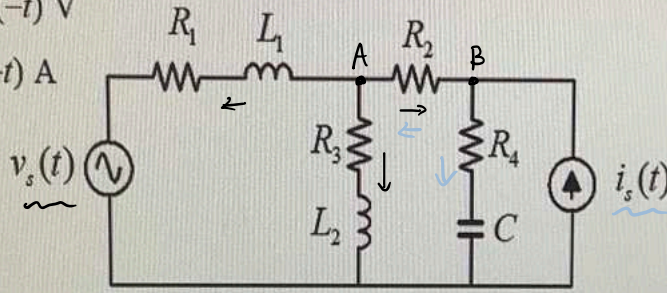 (−t) V
R₁ L₁ A R₂ B
t) A
vₛ(t) R₃ R₄ iₛ(t)
L₂ C